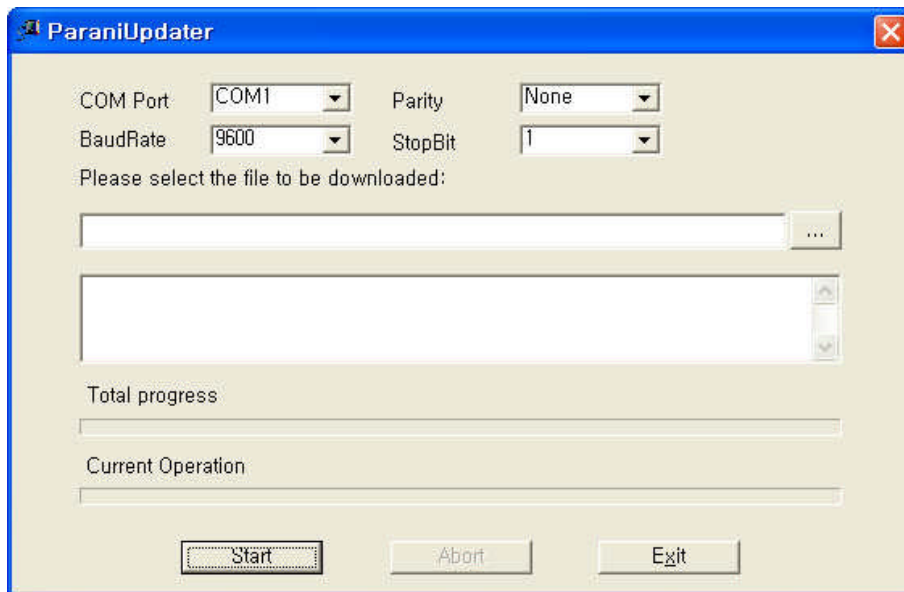 ParaniUpdater
COM Port COM1 Parity None
BaudRate 9600 StopBit 1
Please select the file to be downloaded:
...
Total progress
Current Operation
Start Abort Exit